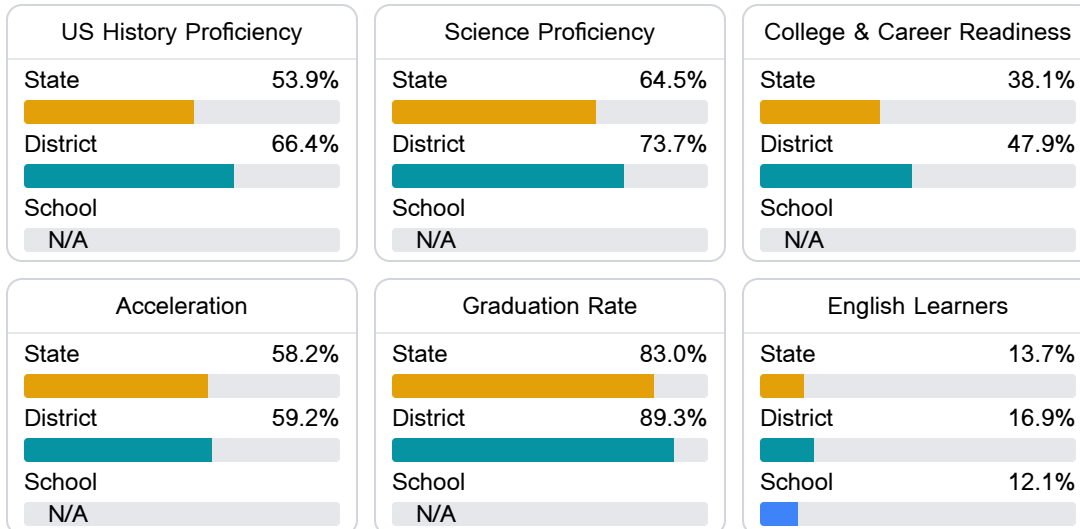 US History Proficiency
State 53.9%
District 66.4%
School
N/A
Science Proficiency
State 64.5%
District 73.7%
School
N/A
College & Career Readiness
State 38.1%
District 47.9%
School
N/A
Acceleration
State 58.2%
District 59.2%
School
N/A
Graduation Rate
State 83.0%
District 89.3%
School
N/A
English Learners
State 13.7%
District 16.9%
School 12.1%